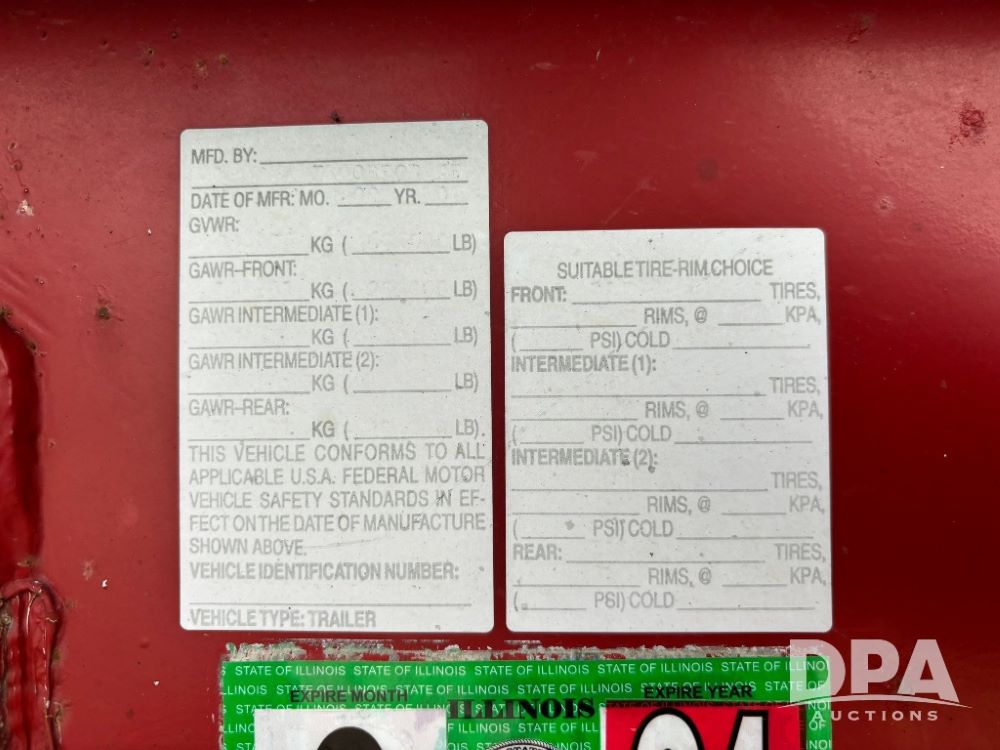 MFD. BY:
DATE OF MFR: MO. YR.
GVWR:
KG ( LB)
GAWR-FRONT:
KG ( LB)
GAWR INTERMEDIATE (1):
KG ( LB)
GAWR INTERMEDIATE (2):
KG ( LB)
GAWR-REAR:
KG ( LB).
THIS VEHICLE CONFORMS TO ALL
APPLICABLE U.S.A. FEDERAL MOTOR
VEHICLE SAFETY STANDARDS IN EF-
FECT ON THE DATE OF MANUFACTURE
SHOWN ABOVE.
VEHICLE IDENTIFICATION NUMBER:
VEHICLE TYPE: TRAILER
SUITABLE TIRE-RIM CHOICE
FRONT: TIRES,
RIMS, @ KPA,
( PSI) COLD
INTERMEDIATE (1):
TIRES,
RIMS, @ KPA,
( PSI) COLD
INTERMEDIATE (2):
TIRES,
RIMS, @ KPA,
( PSI) COLD
REAR: TIRES,
RIMS, @ KPA,
( PSI) COLD
STATE OF ILLINOIS STATE OF ILLINOIS STATE OF ILLINOIS STATE OF ILLINOIS STATE OF ILLINO
EXPIRE MONTH EXPIRE YEAR
ILLINOIS
DPA
AUCTIONS